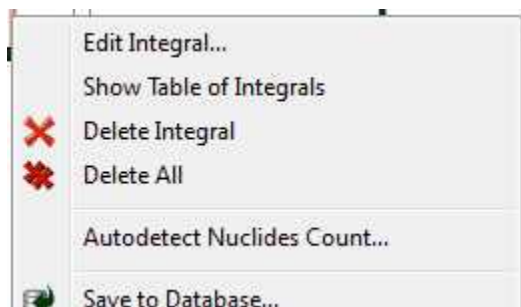 Edit Integral...
Show Table of Integrals
Delete Integral
Delete All
Autodetect Nuclides Count...
Save to Database...